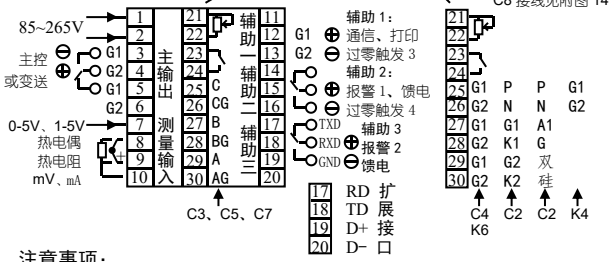 C8 接线见附图 14
85~265V
主控
或变送
G1
G2
G1
G2
0-5V、1-5V
热电偶
热电阻
mV、mA
1
2
3
4
5
6
7
8
9
10
主输出
测量输入
21
22
23
24
25
26
27
28
29
30
C
CG
B
BG
A
AG
辅助一
辅助二
辅助三
11
12
13
14
15
16
17
18
19
20
辅助 1:
G1 通信、打印
G2 过零触发 3
辅助 2:
报警 1、馈电
过零触发 4
TXD 辅助 3
RXD 报警 2
GND 馈电
C3、C5、C7
17 RD 扩
18 TD 展
19 D+ 接
20 D- 口
21
22
23
24
25 G1 P P G1
26 G2 N N G2
27 G1 G1 A1
28 G2 K1 G
29 G1 G2 双
30 G2 K2 硅
C4 C2 C2 K4
K6
注意事项: